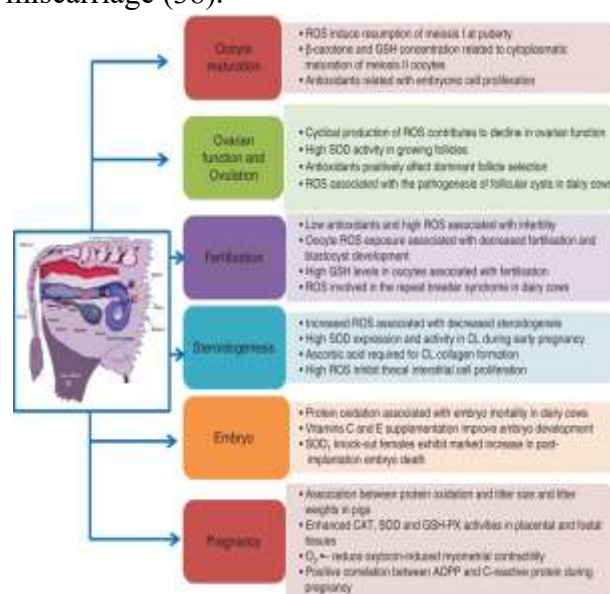 miscarriage (38).
Oocyte
maturation
• ROS induce resumption of meiosis I at puberty
• β-carotene and GSH concentration related to cytoplasmatic
maturation of meiosis II oocytes
• Antioxidants related with embryonic cell proliferation
Ovarian
function and
Ovulation
• Cyclical production of ROS contributes to decline in ovarian function
• High SOD activity in growing follicles
• Antioxidants positively affect dominant follicle selection
• ROS associated with the pathogenesis of follicular cysts in dairy cows
Fertilisation
• Low antioxidants and high ROS associated with infertility
• Oocyte ROS exposure associated with decreased fertilisation and
blastocyst development
• High GSH levels in oocytes associated with fertilisation
• ROS involved in the repeat breeder syndrome in dairy cows
Steroidogenesis
• Increased ROS associated with decreased steroidogesis
• High SOD expression and activity in CL during early pregnancy
• Ascorbic acid required for CL collagen formation
• High ROS inhibit thecal interstitial cell proliferation
Embryo
• Protein oxidation associated with embryo mortality in dairy cows
• Vitamins C and E supplementation improve embryo development
• SOD, knock-out females exhibit marked increase in post-
implantation embryo death
Pregnancy
• Association between protein oxidation and litter size and litter
weights in pigs
• Enhanced CAT, SOD and GSH-PX activities in placental and foetal
tissues
• O₂•– reduce oxytocin-induced myometrial contractility
• Positive correlation between AOPP and C-reactive protein during
pregnancy